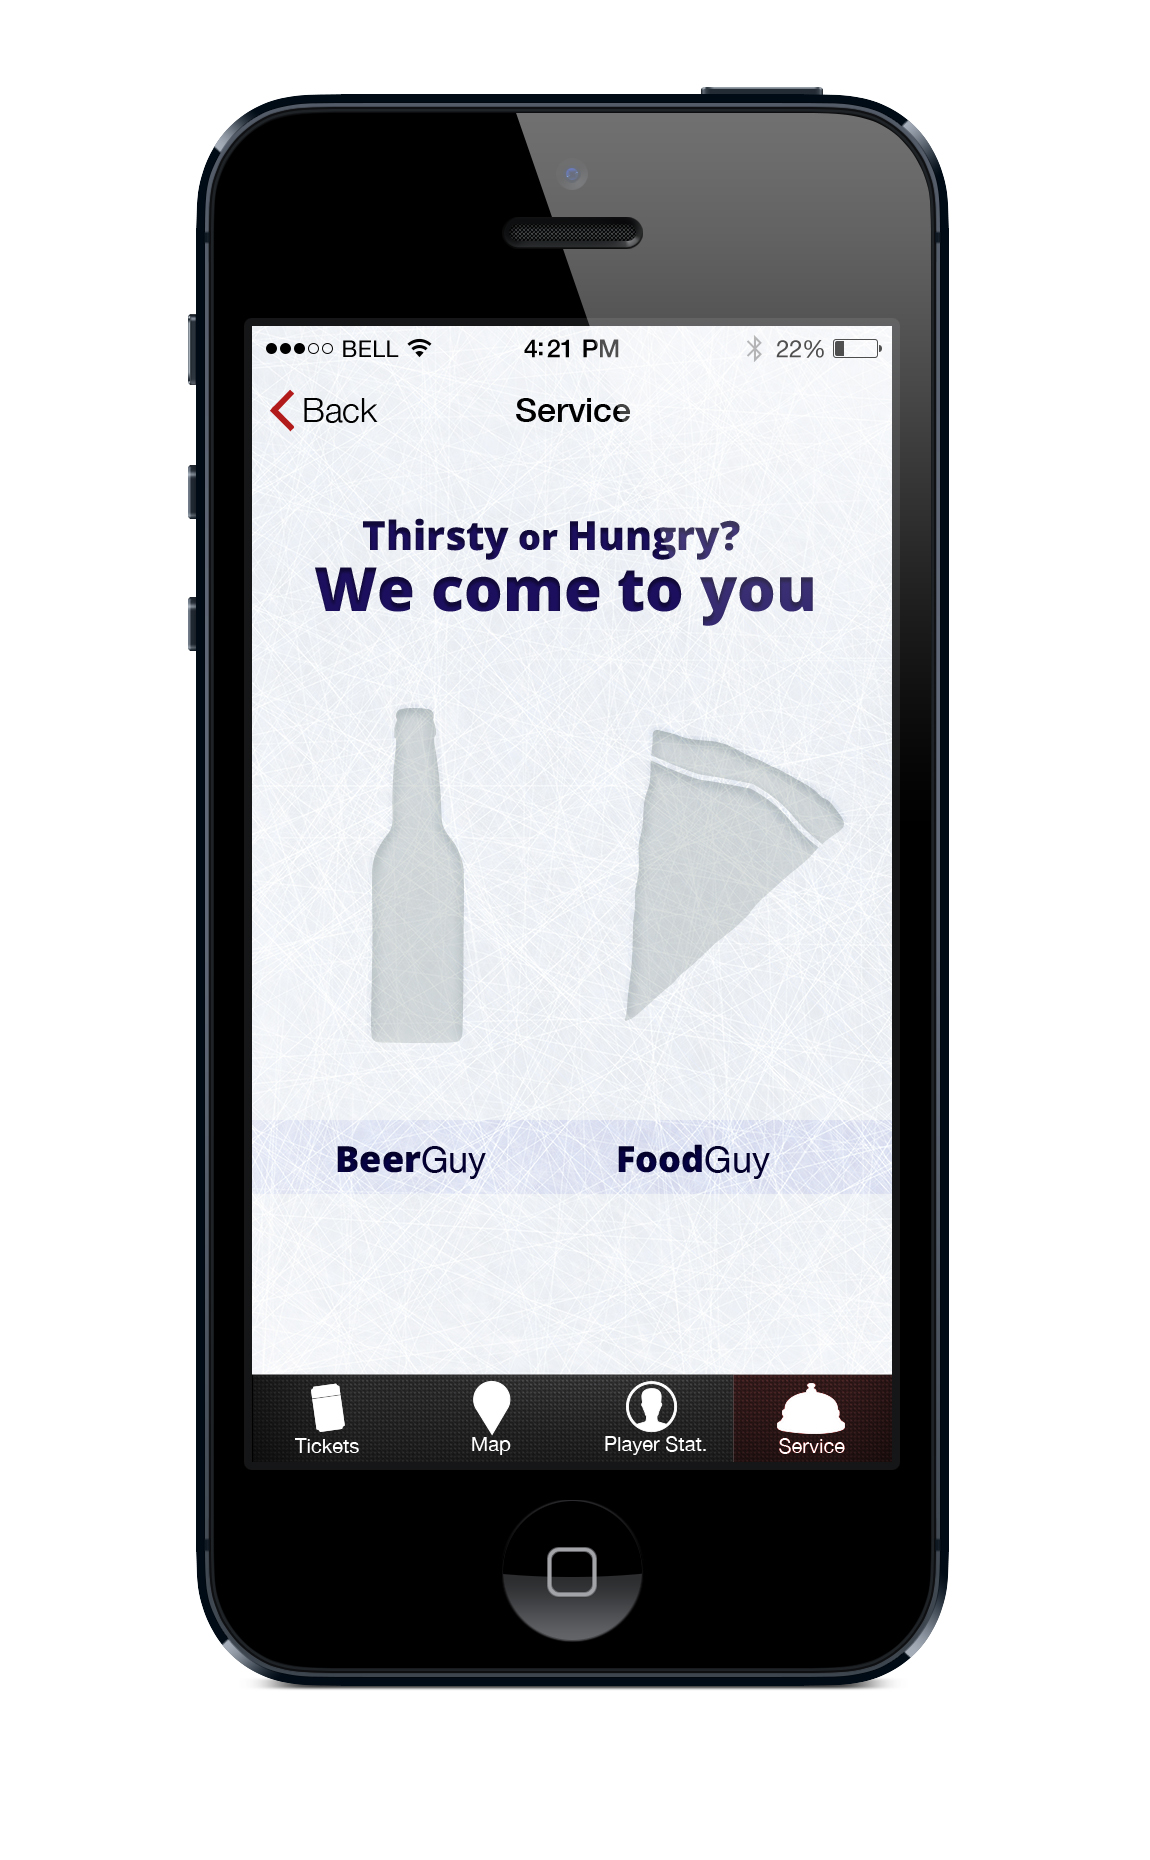 BELL 4:21 PM 22%
Back Service
Thirsty or Hungry?
We come to you
BeerGuy FoodGuy
Tickets Map Player Stat. Service